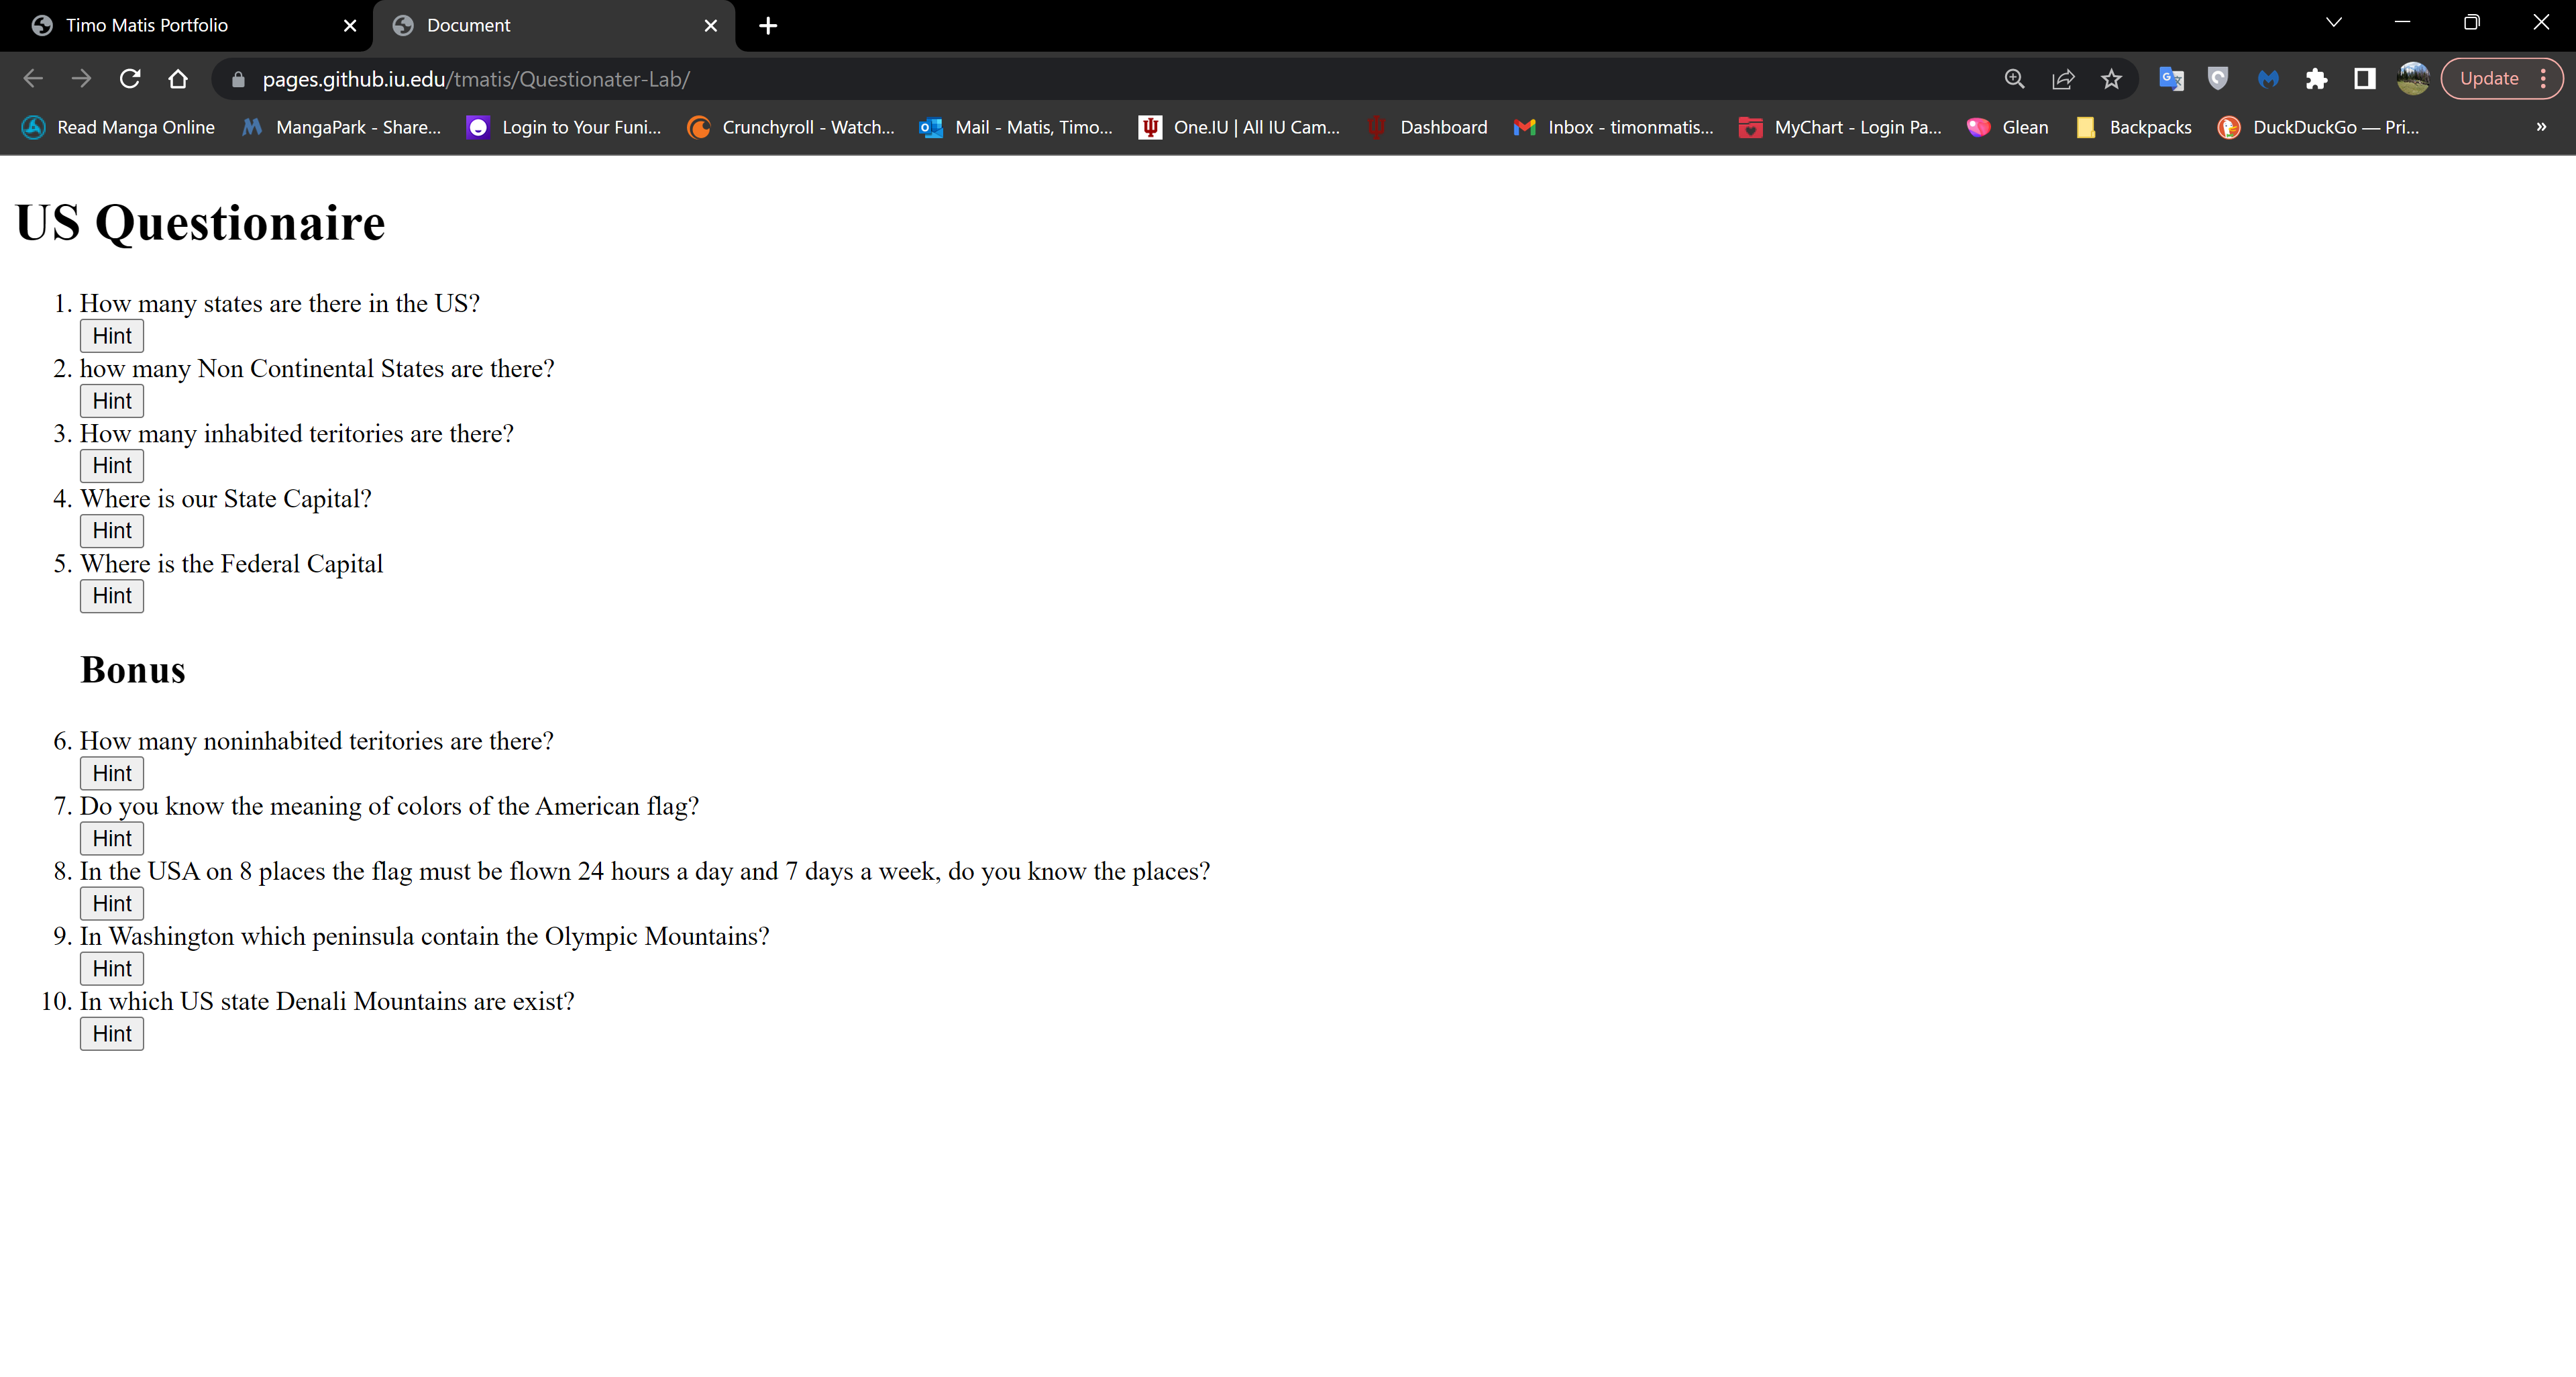 Timo Matis Portfolio
Document
pages.github.iu.edu/tmatis/Questionater-Lab/
Update
Read Manga Online
MangaPark - Share...
Login to Your Funi...
Crunchyroll - Watch...
Mail - Matis, Timo...
One.IU | All IU Cam...
Dashboard
Inbox - timonmatis...
MyChart - Login Pa...
Glean
Backpacks
DuckDuckGo — Pri...
»
US Questionaire
1. How many states are there in the US?
Hint
2. how many Non Continental States are there?
Hint
3. How many inhabited teritories are there?
Hint
4. Where is our State Capital?
Hint
5. Where is the Federal Capital
Hint
Bonus
6. How many noninhabited teritories are there?
Hint
7. Do you know the meaning of colors of the American flag?
Hint
8. In the USA on 8 places the flag must be flown 24 hours a day and 7 days a week, do you know the places?
Hint
9. In Washington which peninsula contain the Olympic Mountains?
Hint
10. In which US state Denali Mountains are exist?
Hint